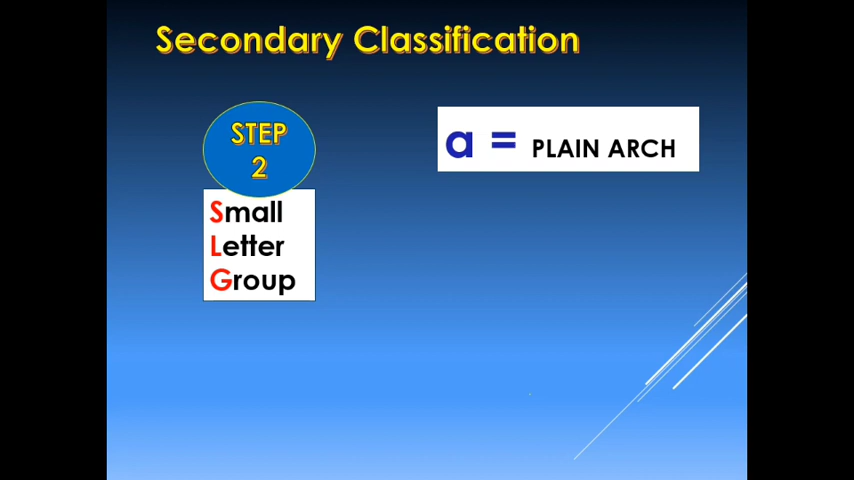 Secondary Classification
STEP
2
Small
Letter
Group
a = PLAIN ARCH